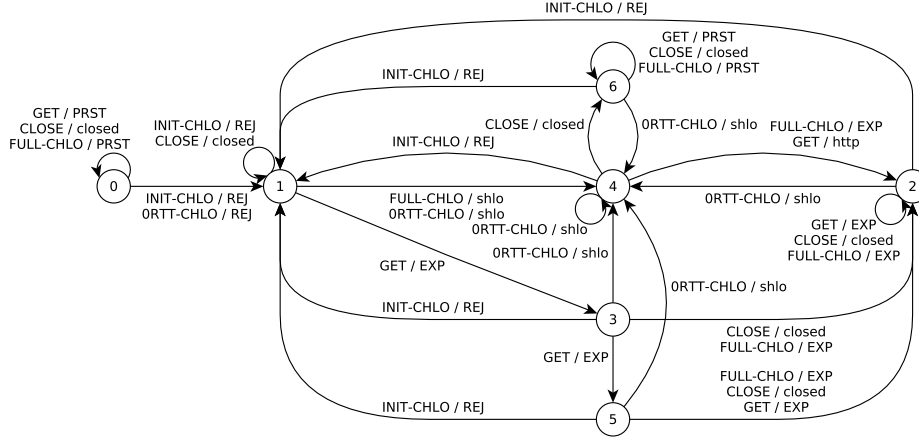 INIT-CHLO / REJ
GET / PRST
CLOSE / closed
FULL-CHLO / PRST
INIT-CHLO / REJ
6
GET / PRST
CLOSE / closed
FULL-CHLO / PRST
INIT-CHLO / REJ
CLOSE / closed
CLOSE / closed
0RTT-CHLO / shlo
INIT-CHLO / REJ
FULL-CHLO / EXP
GET / http
0
1
4
2
INIT-CHLO / REJ
0RTT-CHLO / REJ
FULL-CHLO / shlo
0RTT-CHLO / shlo
0RTT-CHLO / shlo
0RTT-CHLO / shlo
GET / EXP
CLOSE / closed
FULL-CHLO / EXP
0RTT-CHLO / shlo
GET / EXP
0RTT-CHLO / shlo
INIT-CHLO / REJ
3
CLOSE / closed
FULL-CHLO / EXP
GET / EXP
FULL-CHLO / EXP
CLOSE / closed
GET / EXP
INIT-CHLO / REJ
5